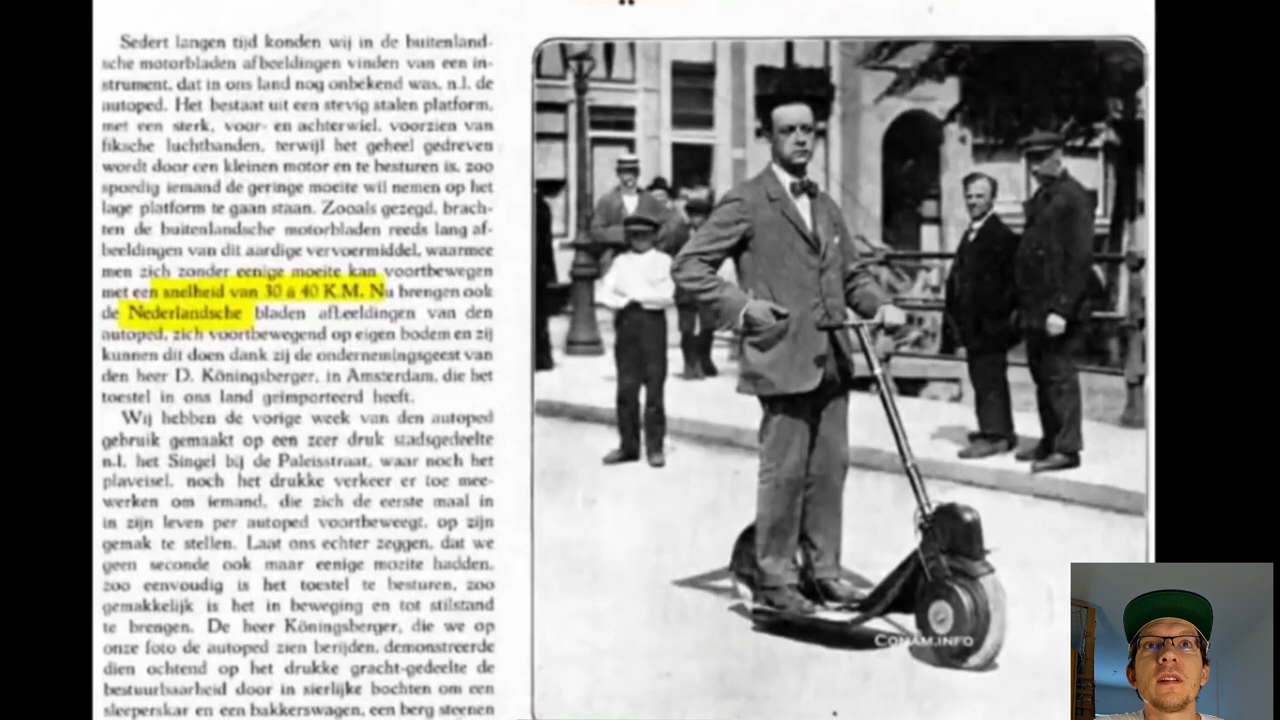 Sedert langen tijd konden wij in de buitenland-
sche motorbladen afbeeldingen vinden van een in-
strument, dat in ons land nog onbekend was, n.l. de
autoped. Het bestaat uit een stevig stalen platform,
met een sterk, voor- en achterwiel, voorzien van
fiksche luchtbanden, terwijl het geheel gedreven
wordt door een kleinen motor en te besturen is, zoo
spoedig iemand de geringe moeite wil nemen op het
lage platform te gaan staan. Zooals gezegd, brach-
ten de buitenlandsche motorbladen reeds lang af-
beeldingen van dit aardige vervoermiddel, waarmee
men zich zonder eenige moeite kan voortbewegen
met een snelheid van 30 à 40 K.M. Nu brengen ook
de Nederlandsche bladen afbeeldingen van den
autoped, zich voortbewegend op eigen bodem en zij
kunnen dit doen dank zij de ondernemingsgeest van
den heer D. Köningsberger, in Amsterdam, die het
toestel in ons land geïmporteerd heeft.
Wij hebben de vorige week van den autoped
gebruik gemaakt op een zeer druk stadsgedeelte
n.l. het Singel bij de Paleisstraat, waar noch het
plaveisel, noch het drukke verkeer er toe mee-
werken om iemand, die zich de eerste maal in
in zijn leven per autoped voortbeweegt, op zijn
gemak te stellen. Laat ons echter zeggen, dat we
geen seconde ook maar eenige moeite hadden,
zoo eenvoudig is het toestel te besturen, zoo
gemakkelijk is het in beweging en tot stilstand
te brengen. De heer Köningsberger, die we op
onze foto de autoped zien berijden, demonstreerde
dien ochtend op het drukke gracht-gedeelte de
bestuurbaarheid door in sierlijke bochten om een
sleeperskar en een bakkerswagen, een berg steenen
CONAM.INFO